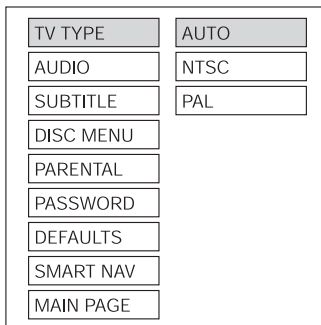 TV TYPE AUTO
AUDIO NTSC
SUBTITLE PAL
DISC MENU
PARENTAL
PASSWORD
DEFAULTS
SMART NAV
MAIN PAGE